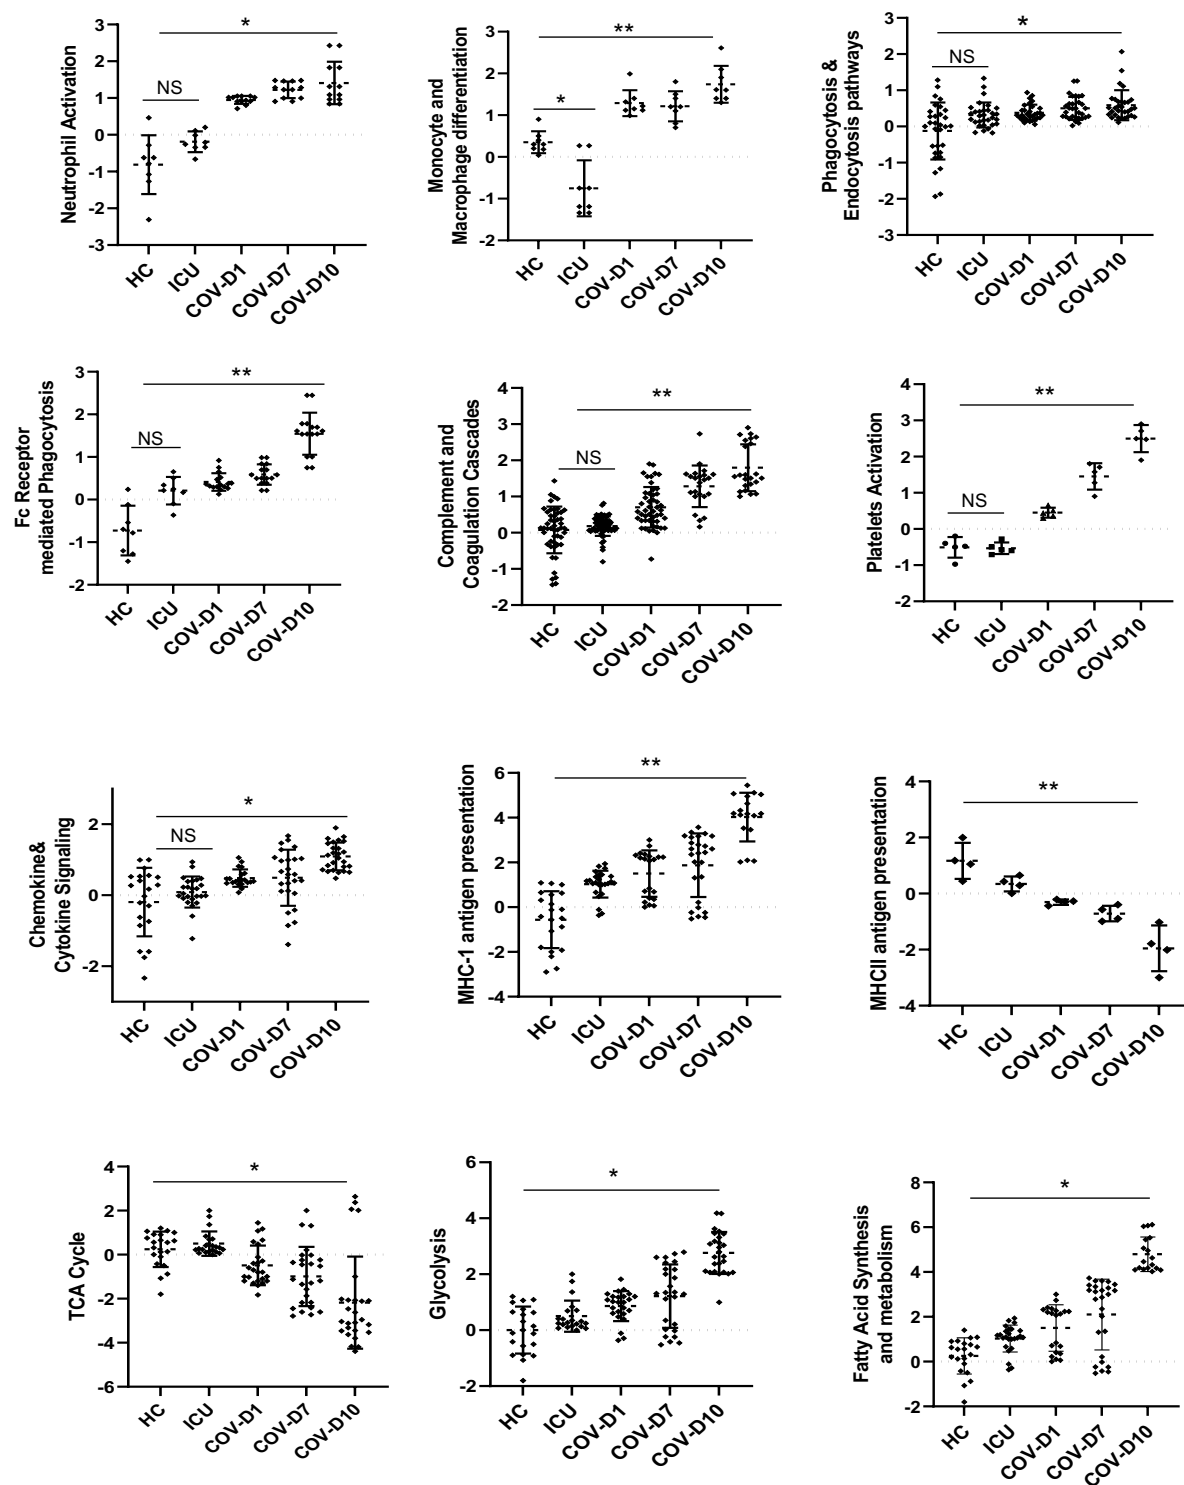 Neutrophil Activation
3
2
1
0
-1
-2
-3
NS
*
HC
ICU
COV-D1
COV-D7
COV-D10
Monocyte and
Macrophage differentiation
3
2
1
0
-1
-2
*
**
HC
ICU
COV-D1
COV-D7
COV-D10
Phagocytosis &
Endocytosis pathways
3
2
1
0
-1
-2
-3
NS
*
HC
ICU
COV-D1
COV-D7
COV-D10
Fc Receptor
mediated Phagocytosis
3
2
1
0
-1
-2
NS
**
HC
ICU
COV-D1
COV-D7
COV-D10
Complement and
Coagulation Cascades
4
3
2
1
0
-1
-2
NS
**
HC
ICU
COV-D1
COV-D7
COV-D10
Platelets Activation
4
3
2
1
0
-1
-2
NS
**
HC
ICU
COV-D1
COV-D7
COV-D10
Chemokine&
Cytokine Signaling
2
0
-2
NS
*
HC
ICU
COV-D1
COV-D7
COV-D10
MHC-1 antigen presentation
6
4
2
0
-2
-4
**
HC
ICU
COV-D1
COV-D7
COV-D10
MHCII antigen presentation
4
2
0
-2
-4
**
HC
ICU
COV-D1
COV-D7
COV-D10
TCA Cycle
4
2
0
-2
-4
-6
*
HC
ICU
COV-D1
COV-D7
COV-D10
Glycolysis
6
4
2
0
-2
*
HC
ICU
COV-D1
COV-D7
COV-D10
Fatty Acid Synthesis
and metabolism
8
6
4
2
0
-2
*
HC
ICU
COV-D1
COV-D7
COV-D10